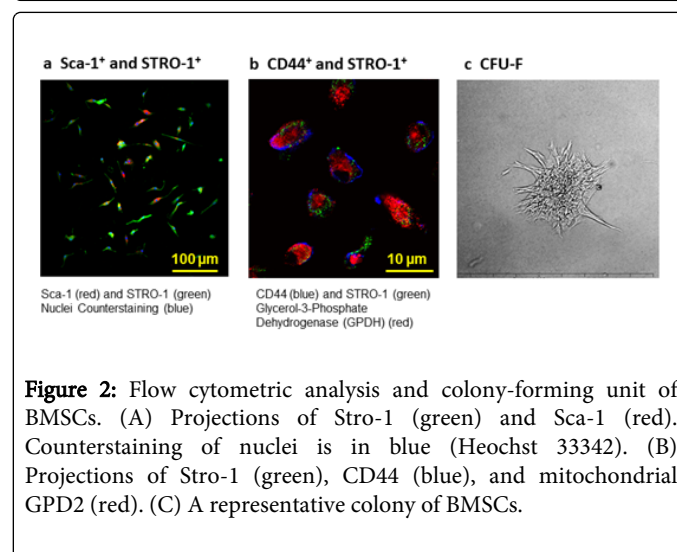 a Sca-1⁺ and STRO-1⁺
b CD44⁺ and STRO-1⁺
c CFU-F
100 µm
10 µm
Sca-1 (red) and STRO-1 (green)
Nuclei Counterstaining (blue)
CD44 (blue) and STRO-1 (green)
Glycerol-3-Phosphate
Dehydrogenase (GPDH) (red)
Figure 2: Flow cytometric analysis and colony-forming unit of
BMSCs. (A) Projections of Stro-1 (green) and Sca-1 (red).
Counterstaining of nuclei is in blue (Heochst 33342). (B)
Projections of Stro-1 (green), CD44 (blue), and mitochondrial
GPD2 (red). (C) A representative colony of BMSCs.